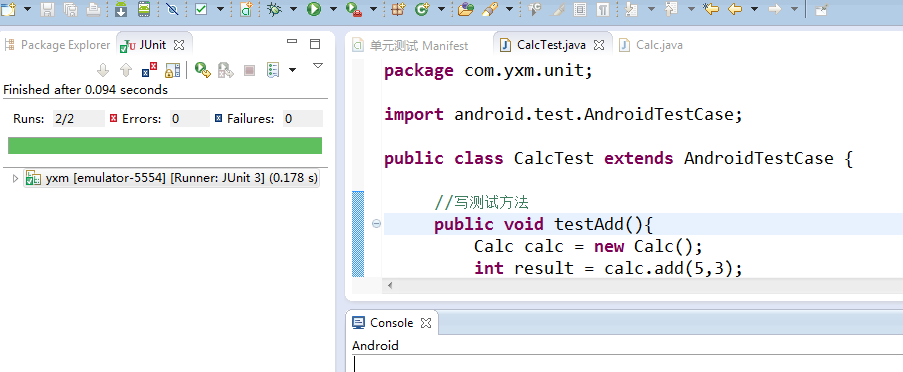 Package Explorer
JUnit
Finished after 0.094 seconds
Runs: 2/2
Errors: 0
Failures: 0
yxm [emulator-5554] [Runner: JUnit 3] (0.178 s)
单元测试 Manifest
CalcTest.java
Calc.java
package com.yxm.unit;
import android.test.AndroidTestCase;
public class CalcTest extends AndroidTestCase {
//写测试方法
public void testAdd(){
Calc calc = new Calc();
int result = calc.add(5,3);
Console
Android